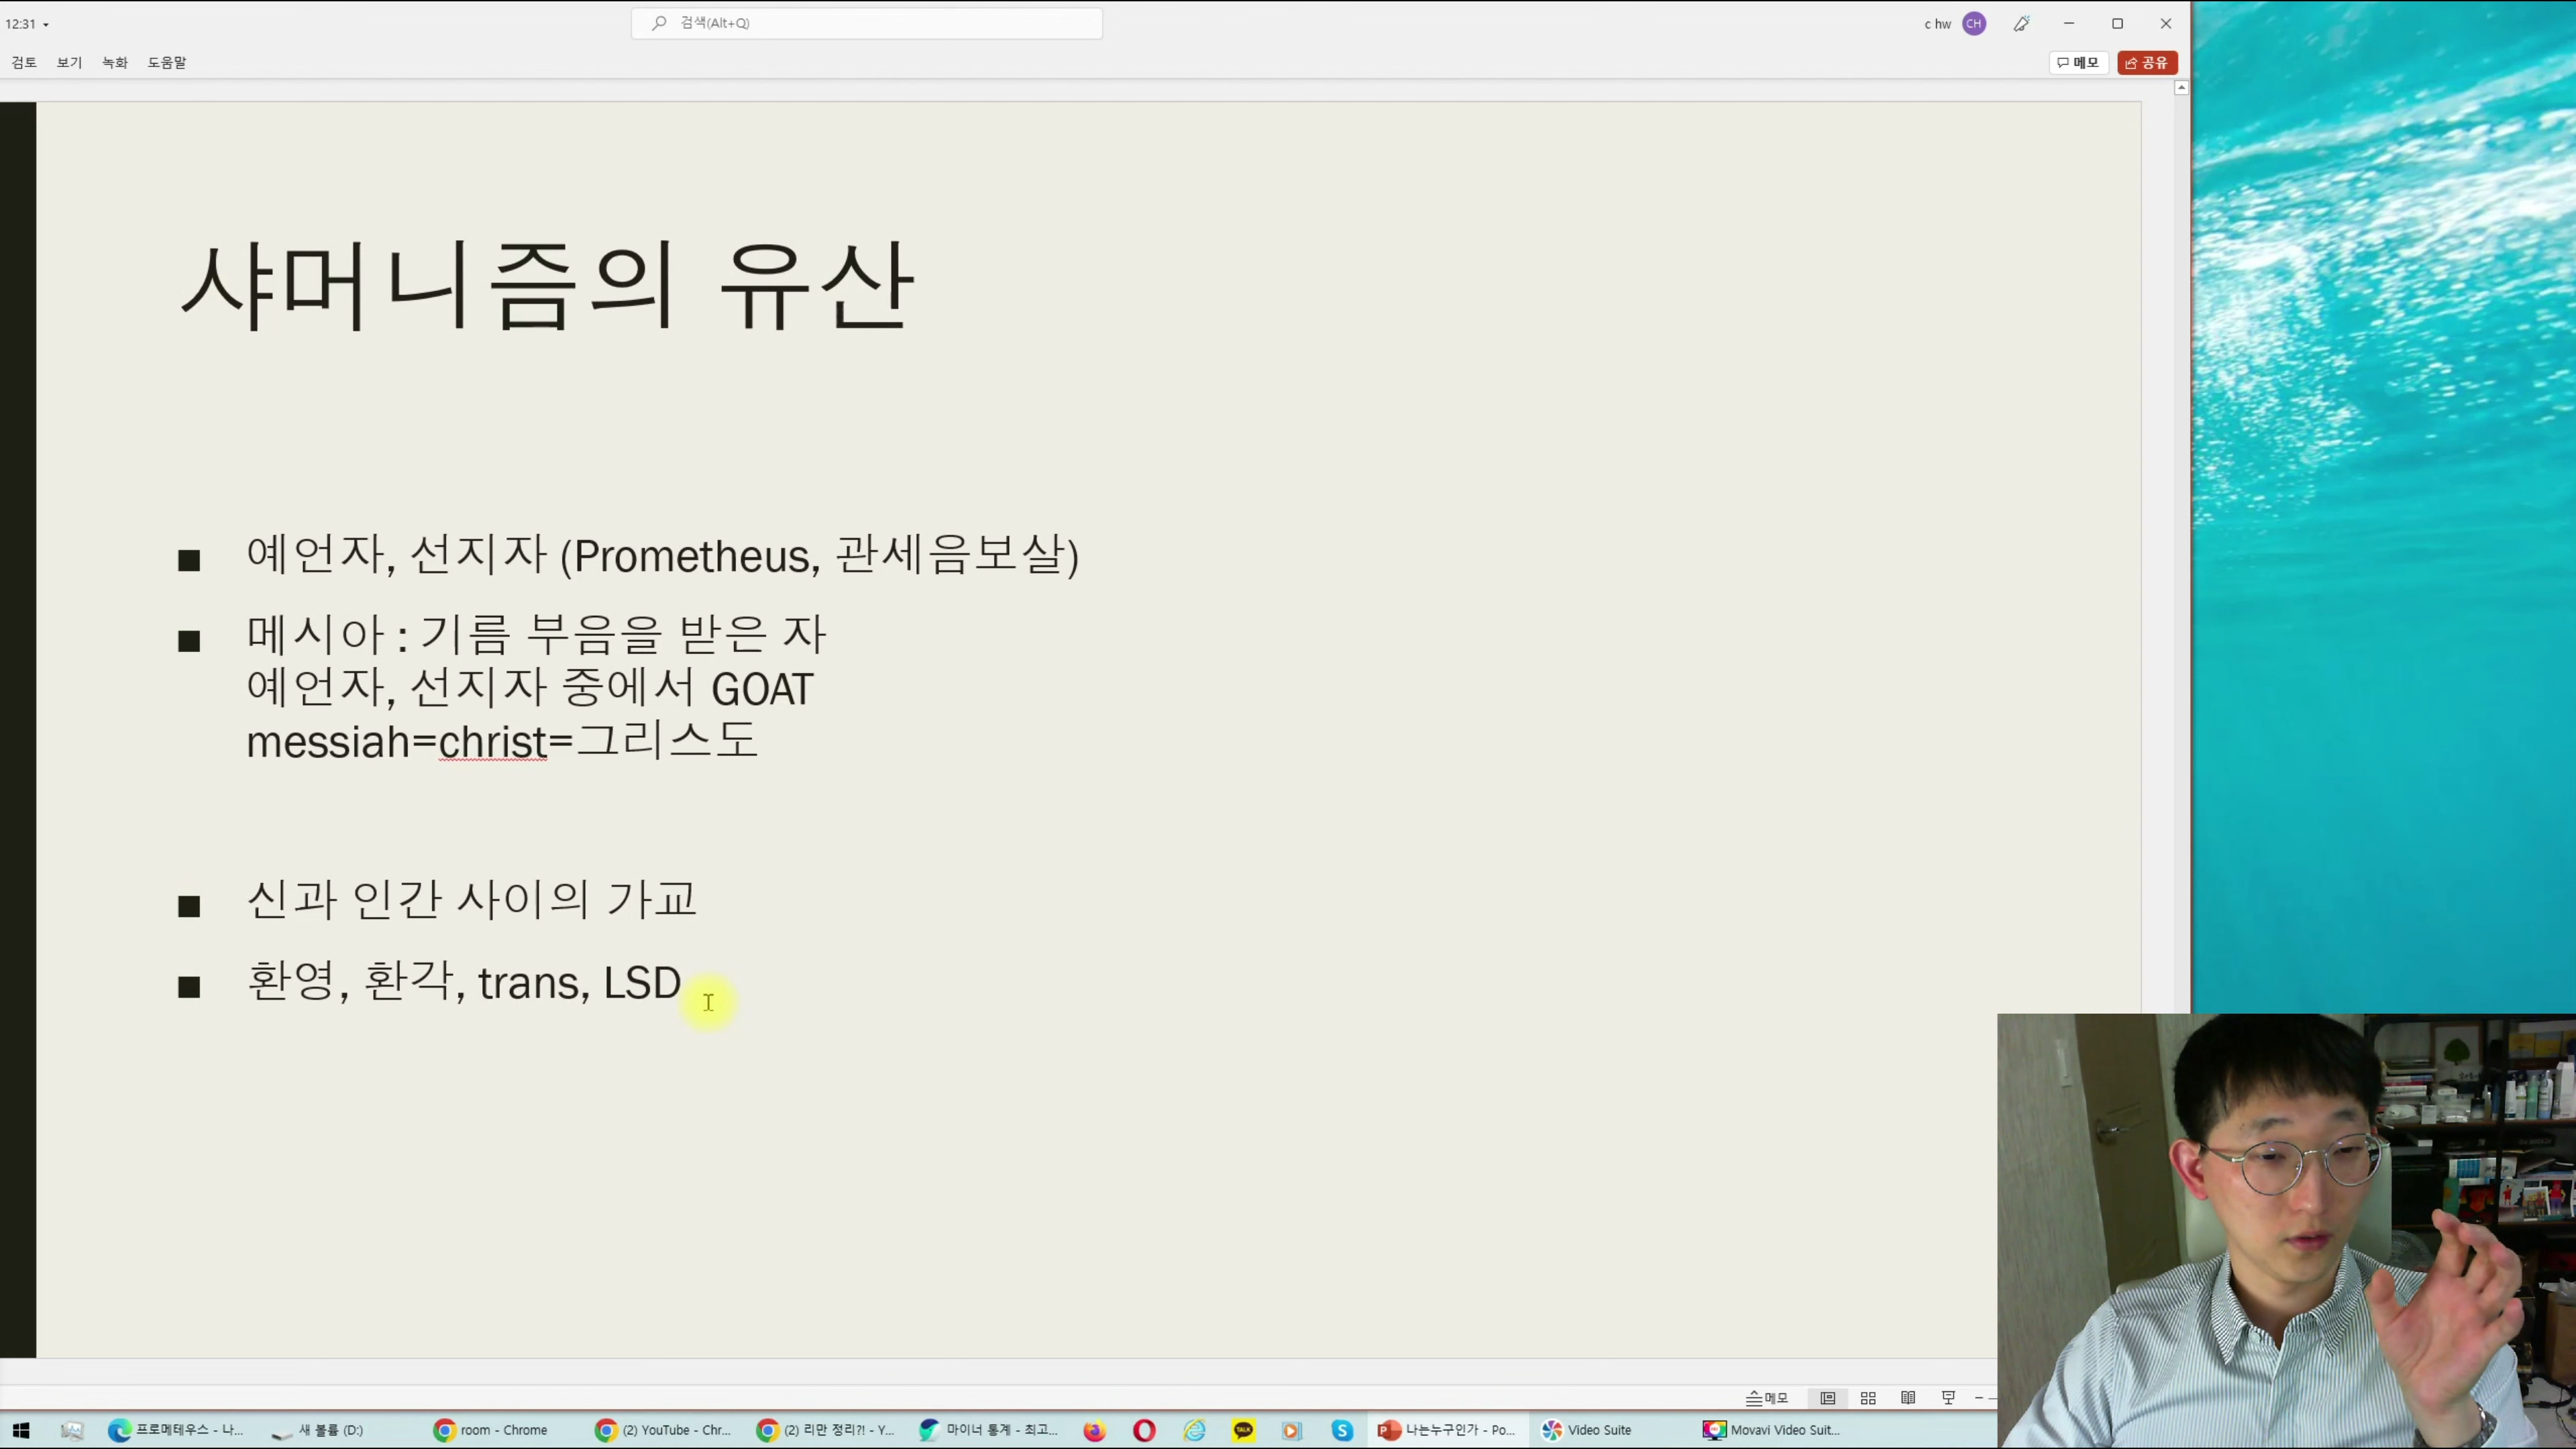 12:31
검색(Alt+Q)
c hw
CH
검토 보기 녹화 도움말
메모
공유
샤머니즘의 유산
예언자, 선지자 (Prometheus, 관세음보살)
메시아 : 기름 부음을 받은 자
예언자, 선지자 중에서 GOAT
messiah=christ=그리스도
신과 인간 사이의 가교
환영, 환각, trans, LSD
메모
프로메테우스 - 나...
새 볼륨 (D:)
room - Chrome
(2) YouTube - Chr...
(2) 리만 정리?! - Y...
마이너 통계 - 최고...
TALK
나는누구인가 - Po...
Video Suite
Movavi Video Suit...